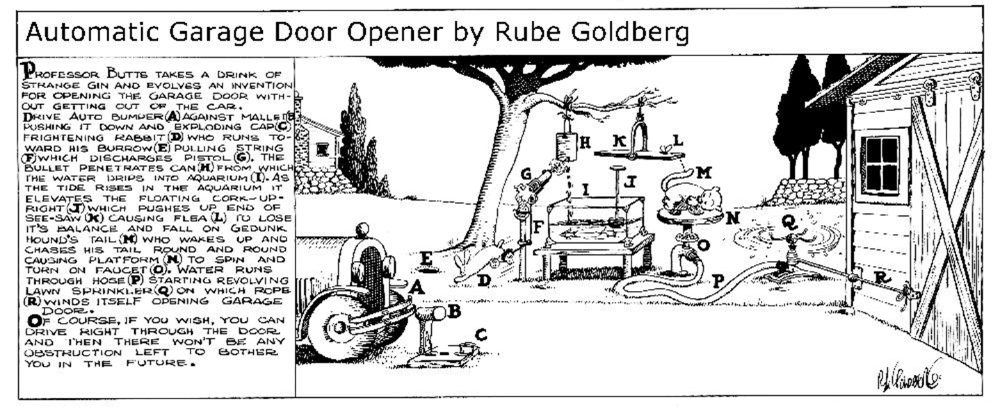 Automatic Garage Door Opener by Rube Goldberg
PROFESSOR BUTTS TAKES A DRINK OF
STRANGE GIN AND EVOLVES AN INVENTION
FOR OPENING THE GARAGE DOOR WITH-
OUT GETTING OUT OF THE CAR.
DRIVE AUTO BUMPER (A) AGAINST MALLET (B
PUSHING IT DOWN AND EXPLODING CAP (C)
FRIGHTENING RABBIT (D) WHO RUNS TO-
WARD HIS BURROW (E) PULLING STRING
(F) WHICH DISCHARGES PISTOL (G). THE
BULLET PENETRATES CAN (H) FROM WHICH
THE WATER DRIPS INTO AQUARIUM (I). AS
THE TIDE RISES IN THE AQUARIUM IT
ELEVATES THE FLOATING CORK-UP-
RIGHT (J) WHICH PUSHES UP END OF
SEE-SAW (K) CAUSING FLEA (L) TO LOSE
IT'S BALANCE AND FALL ON GEDUNK
HOUND'S TAIL (M) WHO WAKES UP AND
CHASES HIS TAIL ROUND AND ROUND
CAUSING PLATFORM (N) TO SPIN AND
TURN ON FAUCET (O). WATER RUNS
THROUGH HOSE (P) STARTING REVOLVING
LAWN SPRINKLER (Q) ON WHICH ROPE
(R) WINDS ITSELF OPENING GARAGE
DOOR.
OF COURSE, IF YOU WISH, YOU CAN
DRIVE RIGHT THROUGH THE DOOR
AND THEN THERE WON'T BE ANY
OBSTRUCTION LEFT TO BOTHER
YOU IN THE FUTURE.
A
B
C
D
E
F
G
H
I
J
K
L
M
N
O
P
Q
R